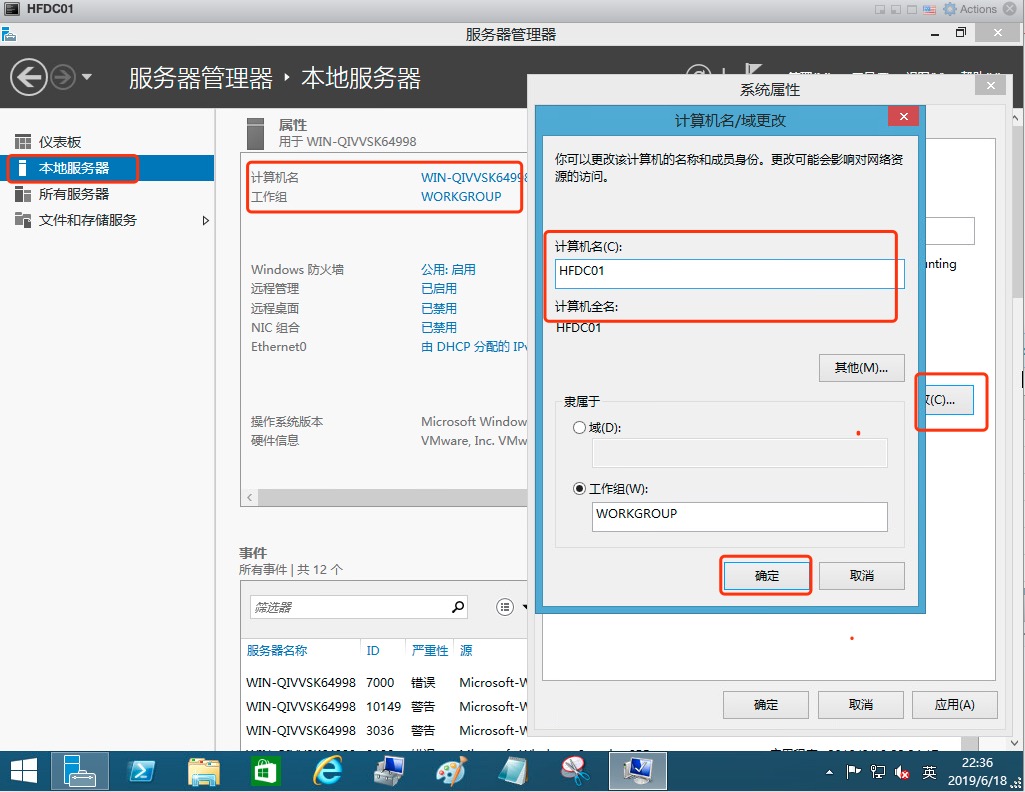 HFDC01
Actions
服务器管理器
服务器管理器 · 本地服务器
系统属性
仪表板
本地服务器
所有服务器
文件和存储服务
属性
用于 WIN-QIVVSK64998
计算机名 WIN-QIVVSK64998
工作组 WORKGROUP
Windows 防火墙 公用: 启用
远程管理 已启用
远程桌面 已禁用
NIC 组合 已禁用
Ethernet0 由 DHCP 分配的 IPv
操作系统版本 Microsoft Window
硬件信息 VMware, Inc. VMw
事件
所有事件 | 共 12 个
筛选器
服务器名称 ID 严重性 源
WIN-QIVVSK64998 7000 错误 Microsoft-W
WIN-QIVVSK64998 10149 警告 Microsoft-W
WIN-QIVVSK64998 3036 警告 Microsoft-W
计算机名/域更改
你可以更改该计算机的名称和成员身份。更改可能会影响对网络资
源的访问。
计算机名(C):
HFDC01
计算机全名:
HFDC01
其他(M)...
隶属于
域(D):
工作组(W):
WORKGROUP
确定 取消
unting
(C)...
确定 取消 应用(A)
英
22:36
2019/6/18